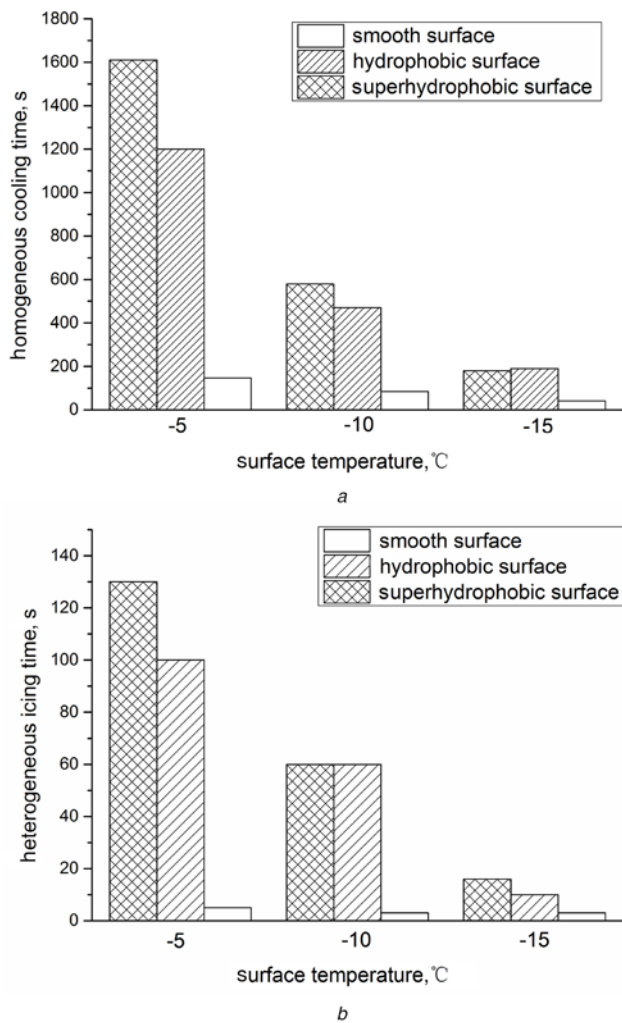 1800
1600
1400
1200
1000
800
600
400
200
0
homogeneous cooling time, s
smooth surface
hydrophobic surface
superhydrophobic surface
-5
-10
-15
surface temperature,℃
a
140
120
100
80
60
40
20
0
heterogeneous icing time, s
smooth surface
hydrophobic surface
superhydrophobic surface
-5
-10
-15
surface temperature,℃
b